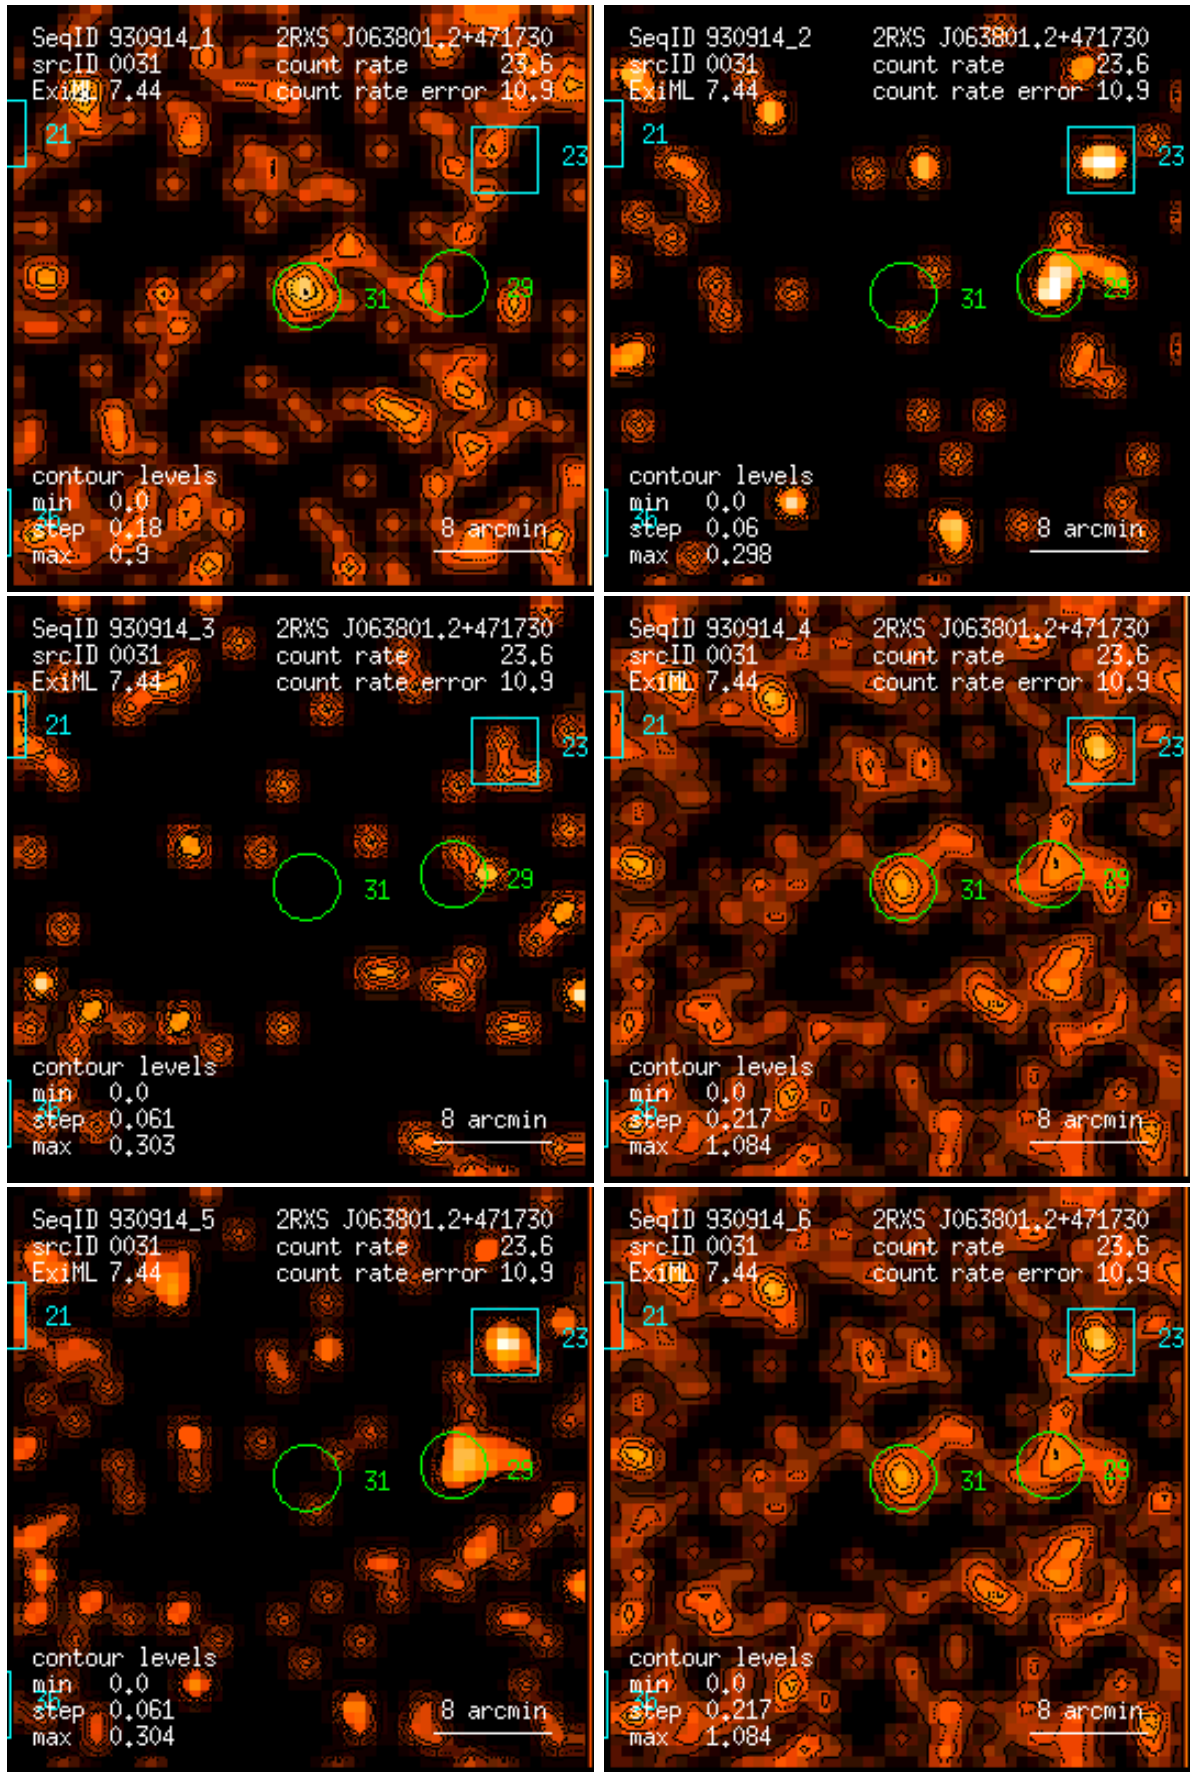 SeqID 930914_1 2RXS J063801.2+471730
srcID 0031 count rate 23.6
ExiML 7.44 count rate error 10.9
21
23
31
29
contour levels
min 0.0
36
step 0.18
8 arcmin
max 0.9
SeqID 930914_2 2RXS J063801.2+471730
srcID 0031 count rate 23.6
ExiML 7.44 count rate error 10.9
23
31
29
contour levels
min 0.0
36
step 0.06
8 arcmin
max 0.298
SeqID 930914_3 2RXS J063801.2+471730
srcID 0031 count rate 23.6
ExiML 7.44 count rate error 10.9
21
23
31
29
contour levels
min 0.0
36
step 0.061
8 arcmin
max 0.303
SeqID 930914_4 2RXS J063801.2+471730
srcID 0031 count rate 23.6
ExiML 7.44 count rate error 10.9
21
23
31
29
contour levels
min 0.0
36
step 0.217
8 arcmin
max 1.084
SeqID 930914_5 2RXS J063801.2+471730
srcID 0031 count rate 23.6
ExiML 7.44 count rate error 10.9
21
23
31
29
contour levels
min 0.0
36
step 0.061
8 arcmin
max 0.304
SeqID 930914_6 2RXS J063801.2+471730
srcID 0031 count rate 23.6
ExiML 7.44 count rate error 10.9
21
23
31
29
contour levels
min 0.0
36
step 0.217
8 arcmin
max 1.084